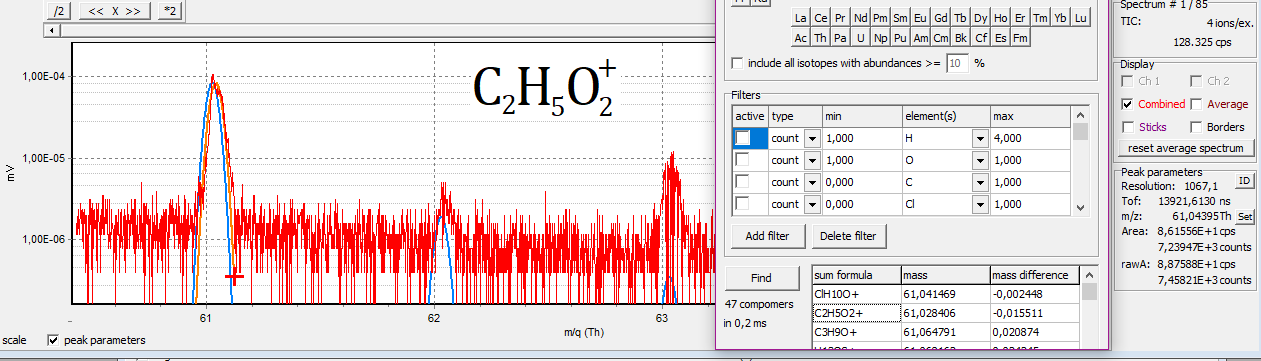 /2
<< X >>
*2
C2H5O2+
1,00E-04
1,00E-05
1,00E-06
mV
61
62
63
m/q (Th)
scale
peak parameters
La Ce Pr Nd Pm Sm Eu Gd Tb Dy Ho Er Tm Yb Lu
Ac Th Pa U Np Pu Am Cm Bk Cf Es Fm
include all isotopes with abundances >= 10 %
Filters
active type min element(s) max
count 1,000 H 4,000
count 1,000 O 1,000
count 0,000 C 1,000
count 0,000 Cl 1,000
Add filter
Delete filter
Find
47 compomers
in 0,2 ms
sum formula mass mass difference
ClH10O+ 61,041469 -0,002448
C2H5O2+ 61,028406 -0,015511
C3H9O+ 61,064791 0,020874
Spectrum # 1 / 85
TIC: 4 ions/ex.
128.325 cps
Display
Ch 1
Ch 2
Combined
Average
Sticks
Borders
reset average spectrum
Peak parameters
Resolution: 1067,1
ID
Tof: 13921,6130 ns
m/z: 61,04395Th
Set
Area: 8,61556E+1cps
7,23947E+3counts
rawA: 8,87588E+1cps
7,45821E+3counts